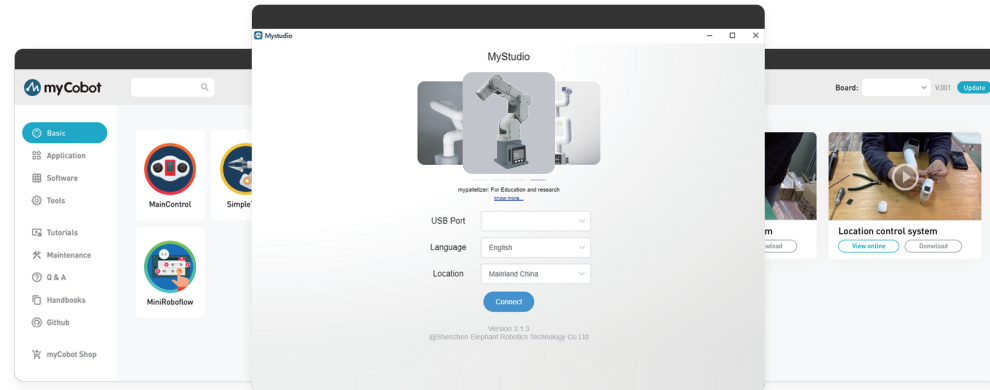 Mystudio
MyStudio
mypalletizer: For Education and research
know more...
USB Port
Language
English
Location
Mainland China
Connect
Version 3.1.3
@Shenzhen Elephant Robotics Technology Co.Ltd
myCobot
Basic
Application
Software
Tools
Tutorials
Maintenance
Q & A
Handbooks
Github
myCobot Shop
MainControl
Simple
MiniRoboflow
Board:
V.001
Update
m
wload
Location control system
View online
Donwload